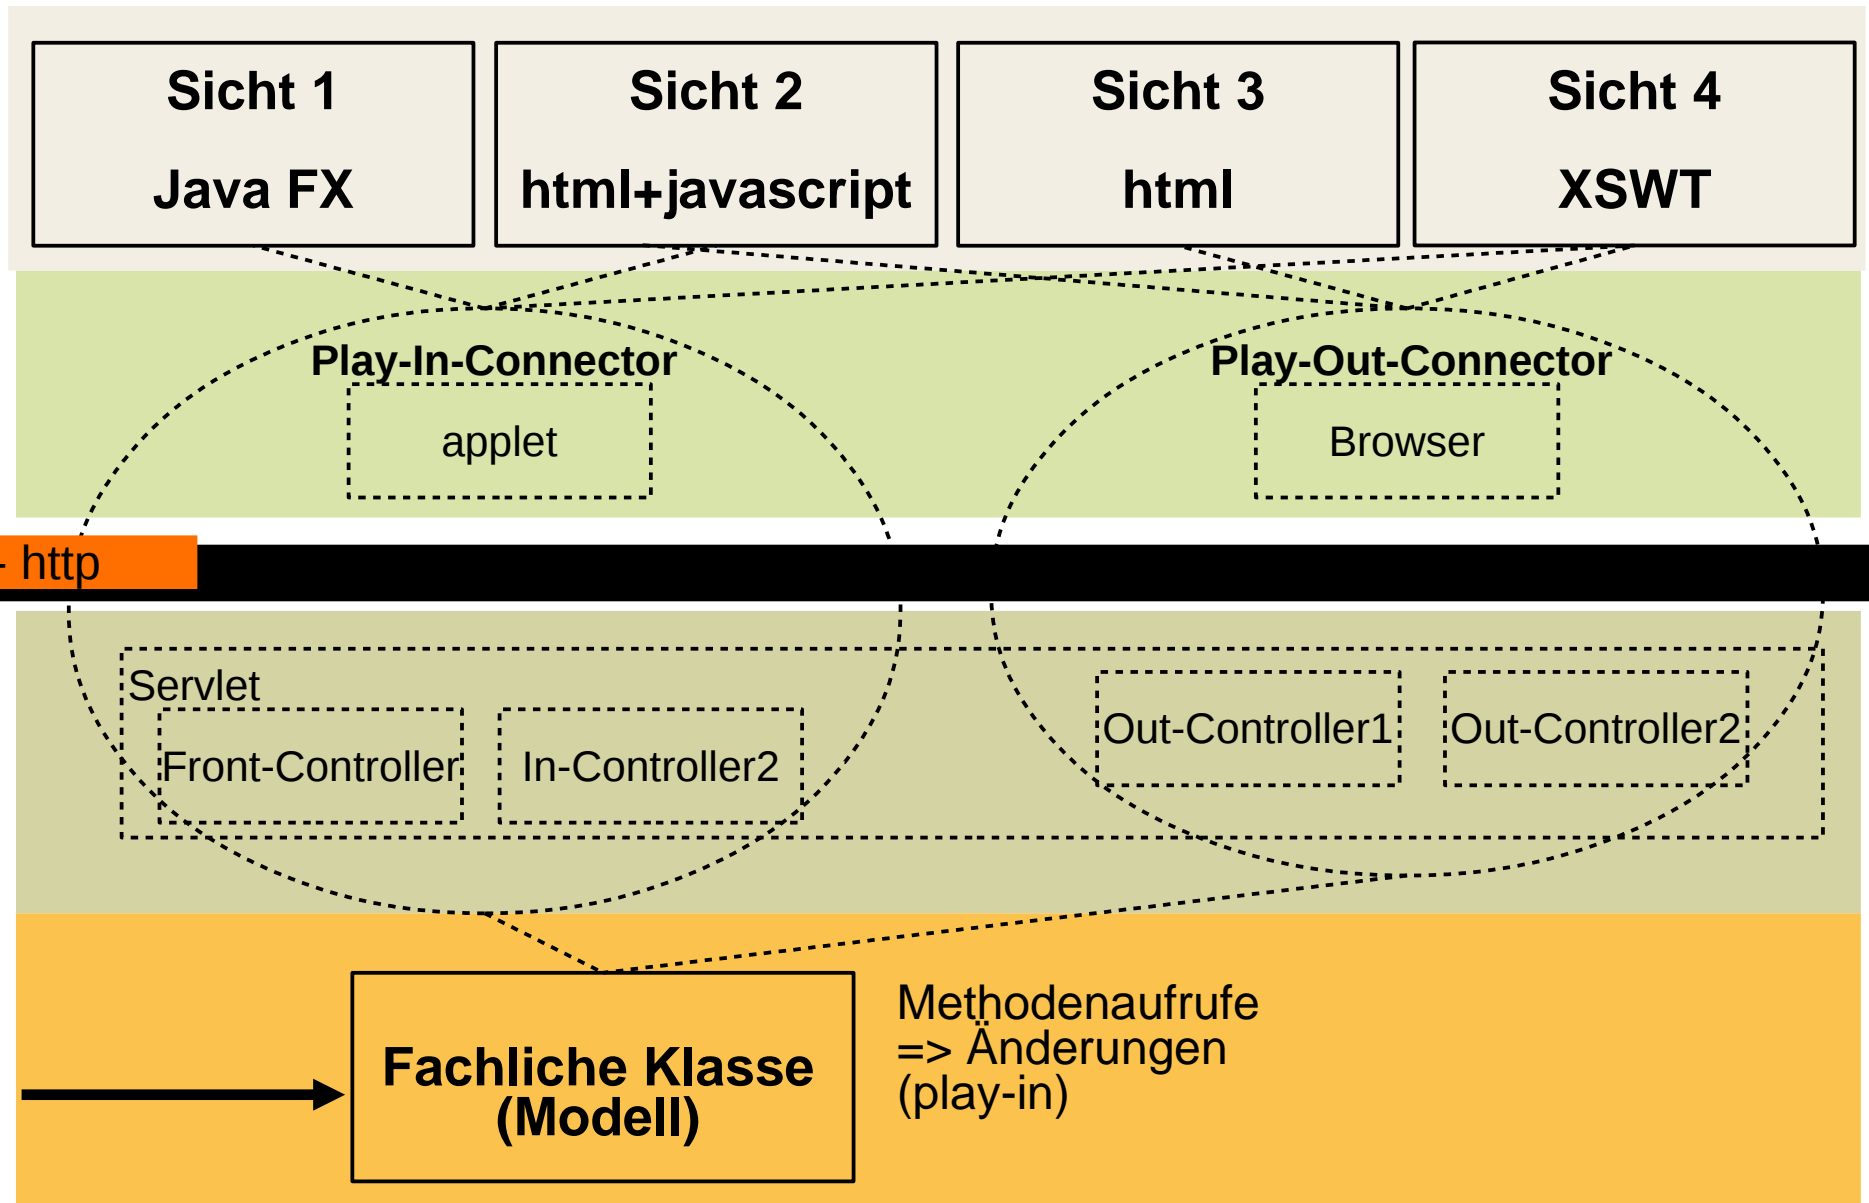 Sicht 1
Java FX
Sicht 2
html+javascript
Sicht 3
html
Sicht 4
XSWT
Play-In-Connector
applet
Play-Out-Connector
Browser
- http
Servlet
Front-Controller
In-Controller2
Out-Controller1
Out-Controller2
Fachliche Klasse
(Modell)
Methodenaufrufe
=> Änderungen
(play-in)